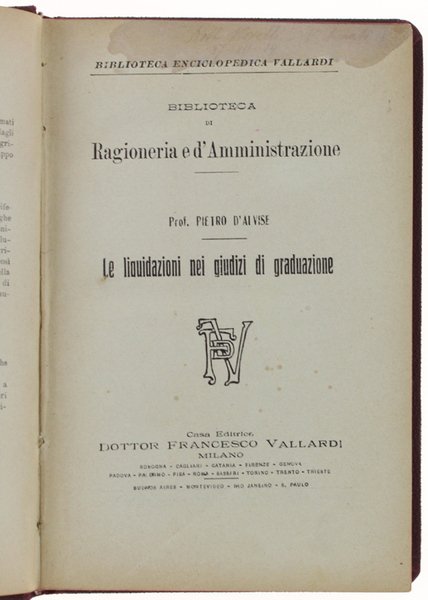 BIBLIOTECA ENCICLOPEDICA VALLARDI
BIBLIOTECA
DI
Ragioneria e d'Amministrazione
Prof. PIETRO D'ALVISE
Le liquidazioni nei giudizi di graduazione
Casa Editrice
DOTTOR FRANCESCO VALLARDI
MILANO
BOLOGNA - CAGLIARI - CATANIA - FIRENZE - GENOVA
PADOVA - PALERMO - PISA - ROMA - SASSARI - TORINO - TRENTO - TRIESTE
BUENOS AIRES - MONTEVIDEO - RIO JANEIRO - S. PAULO